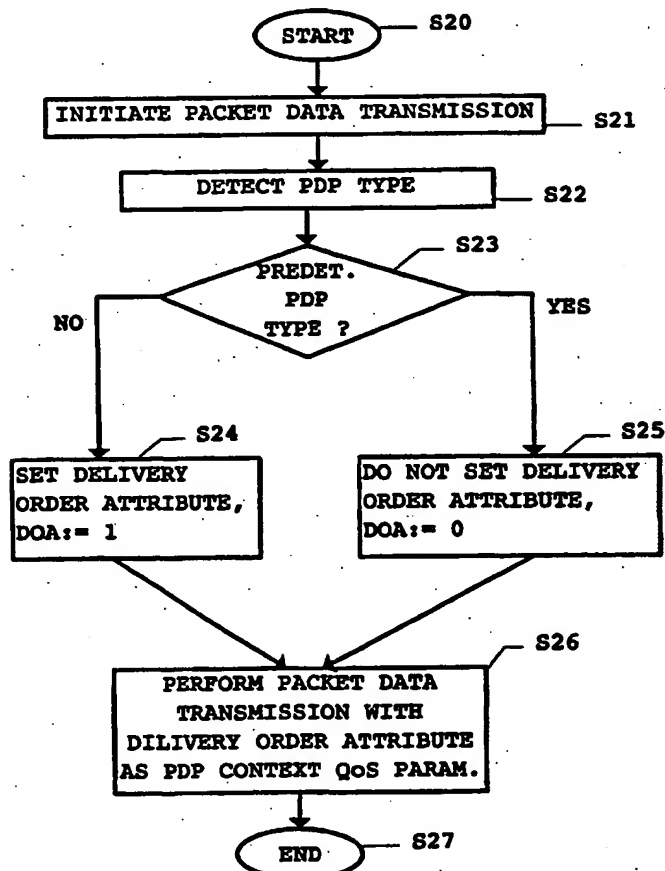 START
S20
INITIATE PACKET DATA TRANSMISSION
S21
DETECT PDP TYPE
S22
S23
PREDET.
PDP
TYPE ?
NO
YES
S24
SET DELIVERY
ORDER ATTRIBUTE,
DOA:= 1
S25
DO NOT SET DELIVERY
ORDER ATTRIBUTE,
DOA:= 0
S26
PERFORM PACKET DATA
TRANSMISSION WITH
DILIVERY ORDER ATTRIBUTE
AS PDP CONTEXT QoS PARAM.
END
S27